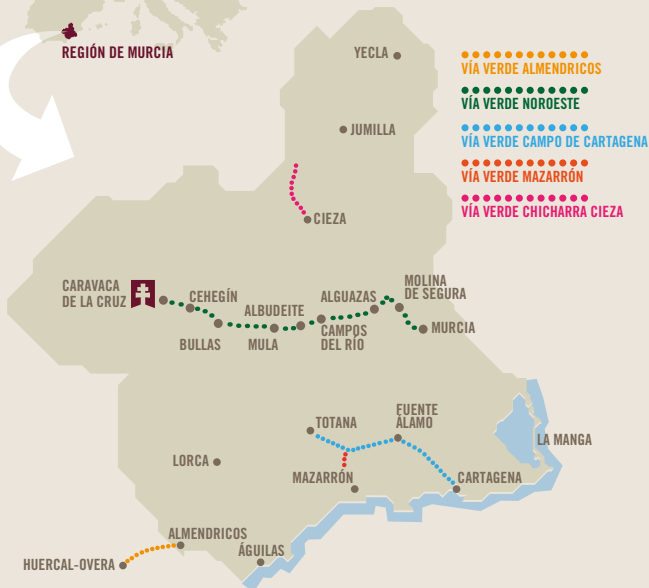 REGIÓN DE MURCIA
YECLA
JUMILLA
CIEZA
VÍA VERDE ALMENDRICOS
VÍA VERDE NOROESTE
VÍA VERDE CAMPO DE CARTAGENA
VÍA VERDE MAZARRÓN
VÍA VERDE CHICHARRA CIEZA
CARAVACA
DE LA CRUZ
CEHEGÍN
BULLAS
ALBUDEITE
MULA
ALGUAZAS
CAMPOS
DEL RÍO
MOLINA
DE SEGURA
MURCIA
TOTANA
FUENTE
ÁLAMO
LA MANGA
LORCA
MAZARRÓN
CARTAGENA
ALMENDRICOS
HUERCAL-OVERA
ÁGUILAS